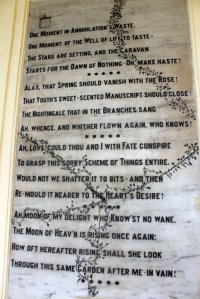 One Moment in Annihilation's Waste,
One Moment, of the Well of Life to taste-
The Stars are setting, and the Caravan
Starts for the Dawn of Nothing-Oh, make haste!
Alas, that Spring should vanish with the Rose!
That Youth's sweet-scented Manuscript should close
The Nightingale that in the Branches sang
Ah, whence, and whither flown again, who knows!
Ah, Love! could thou and I with Fate conspire
To grasp this sorry Scheme of Things entire,
Would not we shatter it to bits-and then
Re-mould it nearer to the Heart's Desire!
Ah, Moon of my Delight who Know'st no wane,
The Moon of Heav'n is rising once again:
How oft hereafter rising shall she look
Through this same Garden after me-in vain!